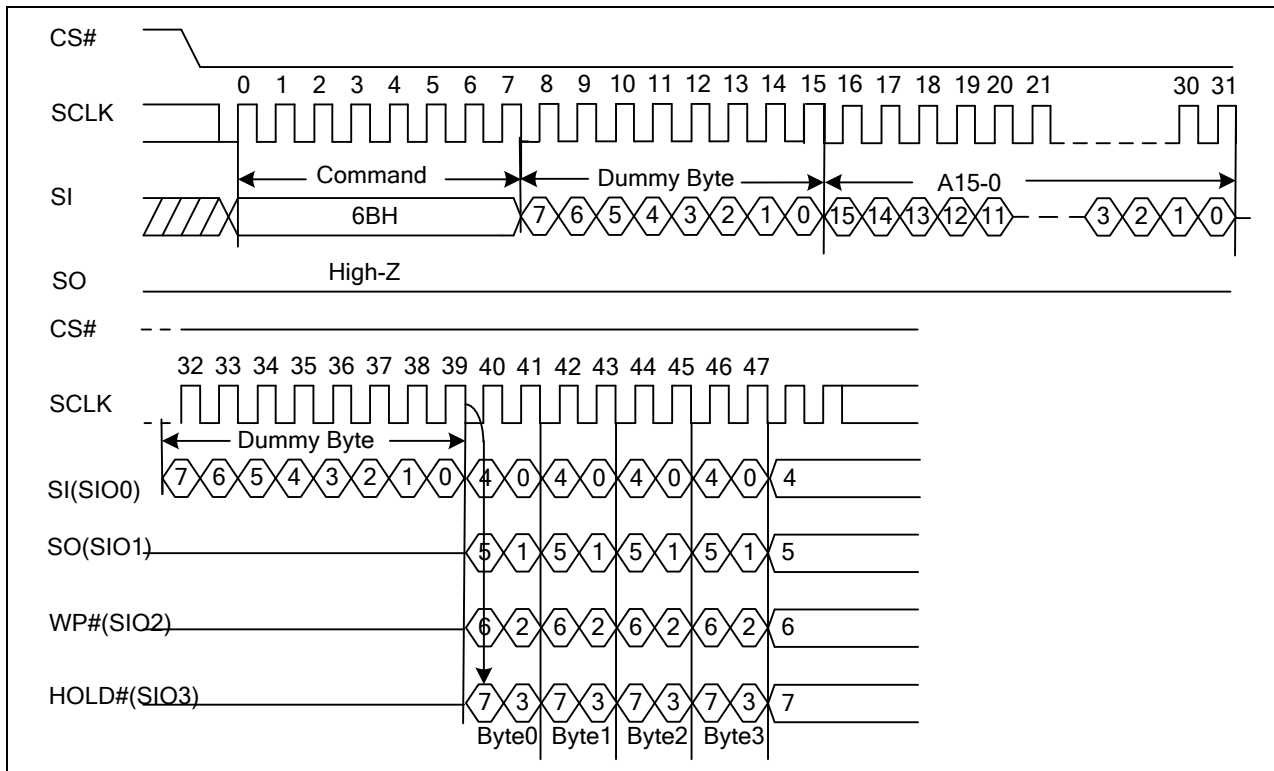 CS#
0 1 2 3 4 5 6 7 8 9 10 11 12 13 14 15 16 17 18 19 20 21 30 31
SCLK
Command Dummy Byte A15-0
SI
6BH 7 6 5 4 3 2 1 0 15 14 13 12 11 3 2 1 0
High-Z
SO
CS#
32 33 34 35 36 37 38 39 40 41 42 43 44 45 46 47
SCLK
Dummy Byte
SI(SIO0) 7 6 5 4 3 2 1 0 4 0 4 0 4 0 4 0 4
SO(SIO1) 5 1 5 1 5 1 5 1 5
WP#(SIO2) 6 2 6 2 6 2 6 2 6
HOLD#(SIO3) 7 3 7 3 7 3 7 3 7
Byte0 Byte1 Byte2 Byte3